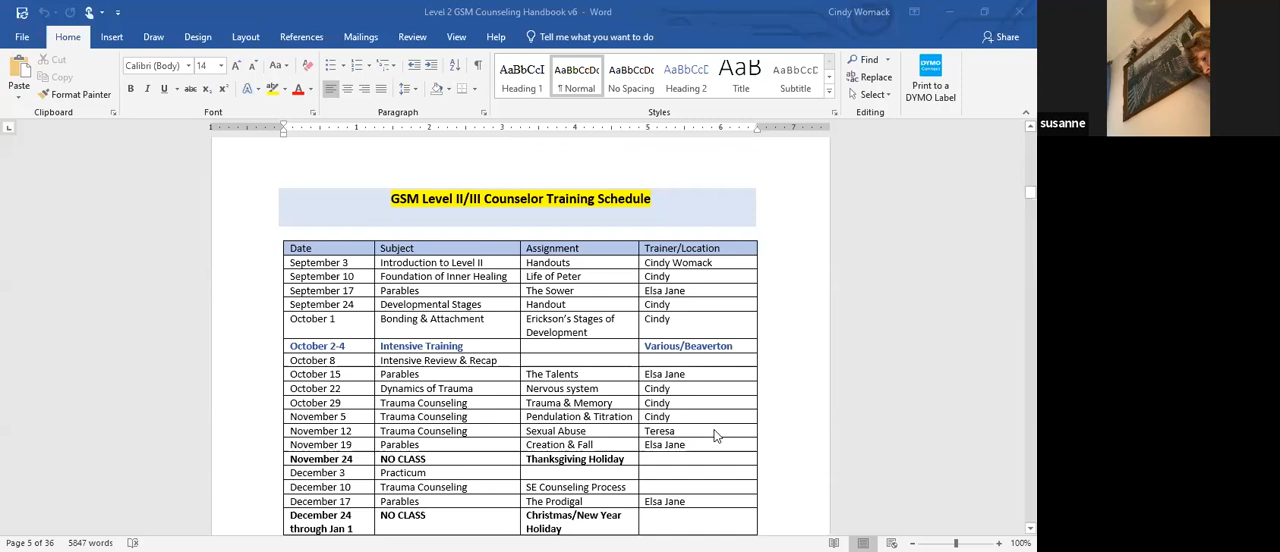 Level 2 GSM Counseling Handbook v6 - Word
Cindy Womack
File Home Insert Draw Design Layout References Mailings Review View Help Tell me what you want to do Share
Paste
Cut
Copy
Format Painter
Clipboard
Calibri (Body) 14
Font
Paragraph
AaBbCcI AaBbCcDc AaBbCcDc AaBbCcD AaB AaBbCcD
Heading 1 ¶ Normal No Spacing Heading 2 Title Subtitle
Styles
Find
Replace
Select
Editing
DYMO
Print to a
DYMO Label
susanne
GSM Level II/III Counselor Training Schedule
Date Subject Assignment Trainer/Location
September 3 Introduction to Level II Handouts Cindy Womack
September 10 Foundation of Inner Healing Life of Peter Cindy
September 17 Parables The Sower Elsa Jane
September 24 Developmental Stages Handout Cindy
October 1 Bonding & Attachment Erickson's Stages of Development Cindy
October 2-4 Intensive Training Various/Beaverton
October 8 Intensive Review & Recap
October 15 Parables The Talents Elsa Jane
October 22 Dynamics of Trauma Nervous system Cindy
October 29 Trauma Counseling Trauma & Memory Cindy
November 5 Trauma Counseling Pendulation & Titration Cindy
November 12 Trauma Counseling Sexual Abuse Teresa
November 19 Parables Creation & Fall Elsa Jane
November 24 NO CLASS Thanksgiving Holiday
December 3 Practicum
December 10 Trauma Counseling SE Counseling Process
December 17 Parables The Prodigal Elsa Jane
December 24 through Jan 1 NO CLASS Christmas/New Year Holiday
Page 5 of 36 5847 words 100%